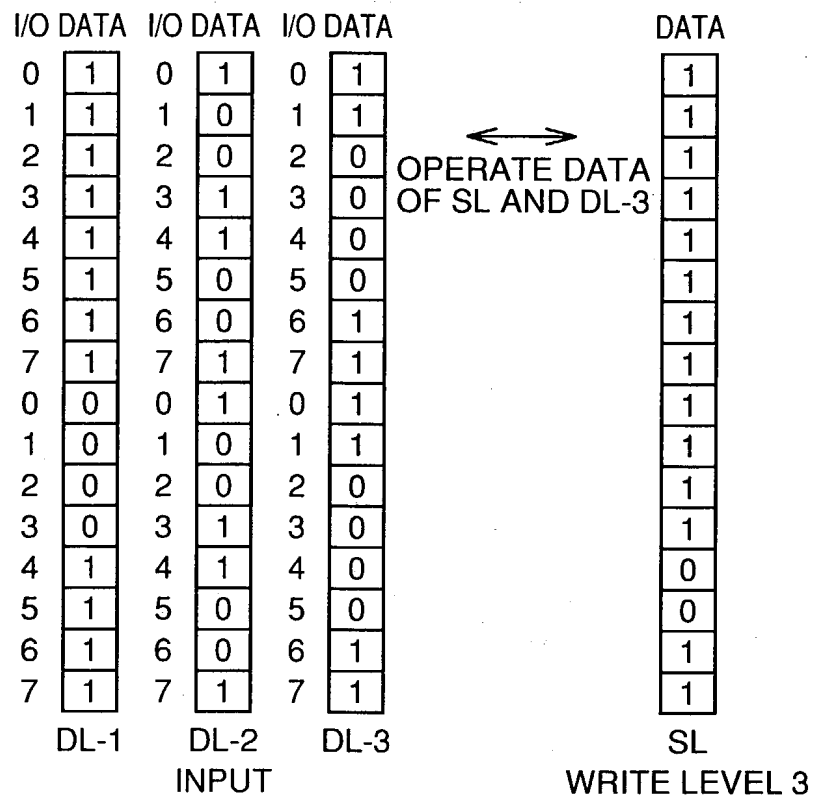 I/O DATA I/O DATA I/O DATA DATA
0 1 0 1 0 1 1
1 1 1 0 1 1 1
2 1 2 0 2 0 1
3 1 3 1 3 0 1
4 1 4 1 4 0 1
5 1 5 0 5 0 1
6 1 6 0 6 1 1
7 1 7 1 7 1 1
0 0 0 1 0 1 1
1 0 1 0 1 1 1
2 0 2 0 2 0 1
3 0 3 1 3 0 1
4 1 4 1 4 0 0
5 1 5 0 5 0 0
6 1 6 0 6 1 1
7 1 7 1 7 1 1
OPERATE DATA
OF SL AND DL-3
DL-1 DL-2 DL-3 SL
INPUT WRITE LEVEL 3